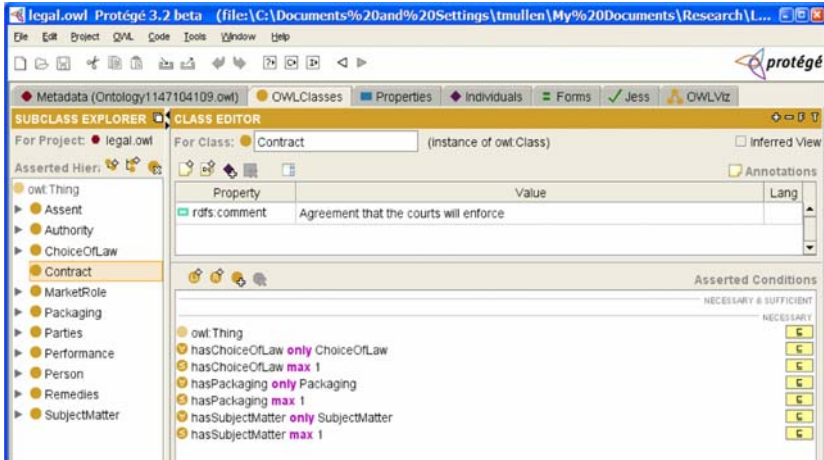 legal.owl Protégé 3.2 beta (file:\C:\Documents%20and%20Settings\tmullen\My%20Documents\Research\L...
File Edit Project OWL Code Tools Window Help
protégé
Metadata (Ontology1147104109.owl) OWLClasses Properties Individuals Forms Jess OWLViz
SUBCLASS EXPLORER
For Project: legal.owl
Asserted Hier
owl:Thing
Assent
Authority
ChoiceOfLaw
Contract
MarketRole
Packaging
Parties
Performance
Person
Remedies
SubjectMatter
CLASS EDITOR
For Class: Contract (instance of owl:Class) Inferred View
Annotations
Property Value Lang
rdfs:comment Agreement that the courts will enforce
Asserted Conditions
NECESSARY & SUFFICIENT
NECESSARY
owl:Thing
hasChoiceOfLaw only ChoiceOfLaw
hasChoiceOfLaw max 1
hasPackaging only Packaging
hasPackaging max 1
hasSubjectMatter only SubjectMatter
hasSubjectMatter max 1